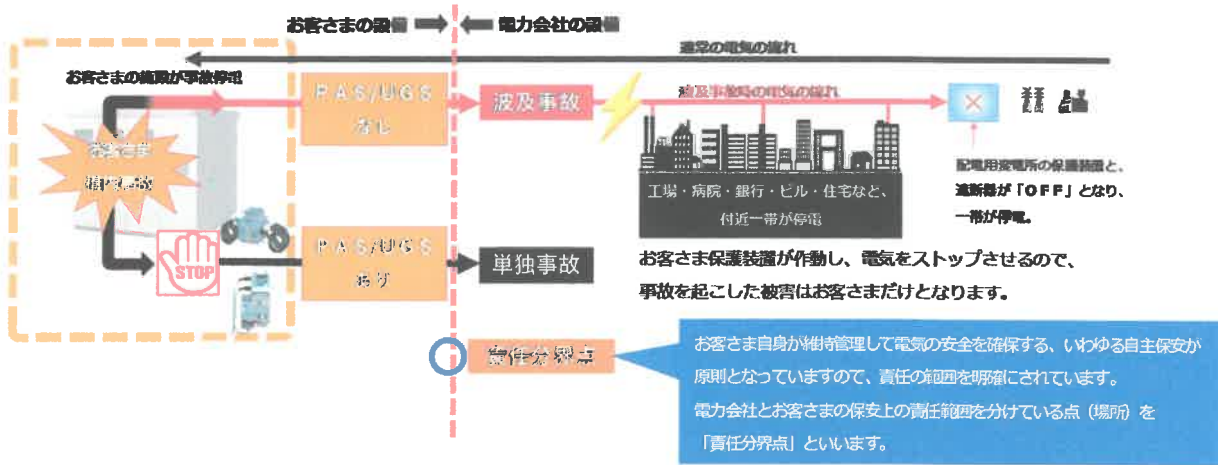 お客さまの設備
電力会社の設備
通常の電気の流れ
お客さまの施設が事故停電
PAS/UGS
なし
波及事故
波及事故時の電気の流れ
お客さま
構内事故
工場・病院・銀行・ビル・住宅など、
付近一帯が停電
配電用変電所の保護装置と、
遮断器が「OFF」となり、
一帯が停電。
STOP
PAS/UGS
あり
単独事故
お客さま保護装置が作動し、電気をストップさせるので、
事故を起こした被害はお客さまだけとなります。
責任分界点
お客さま自身が維持管理して電気の安全を確保する、いわゆる自主保安が
原則となっていますので、責任の範囲を明確にされています。
電力会社とお客さまの保安上の責任範囲を分けている点（場所）を
「責任分界点」といいます。